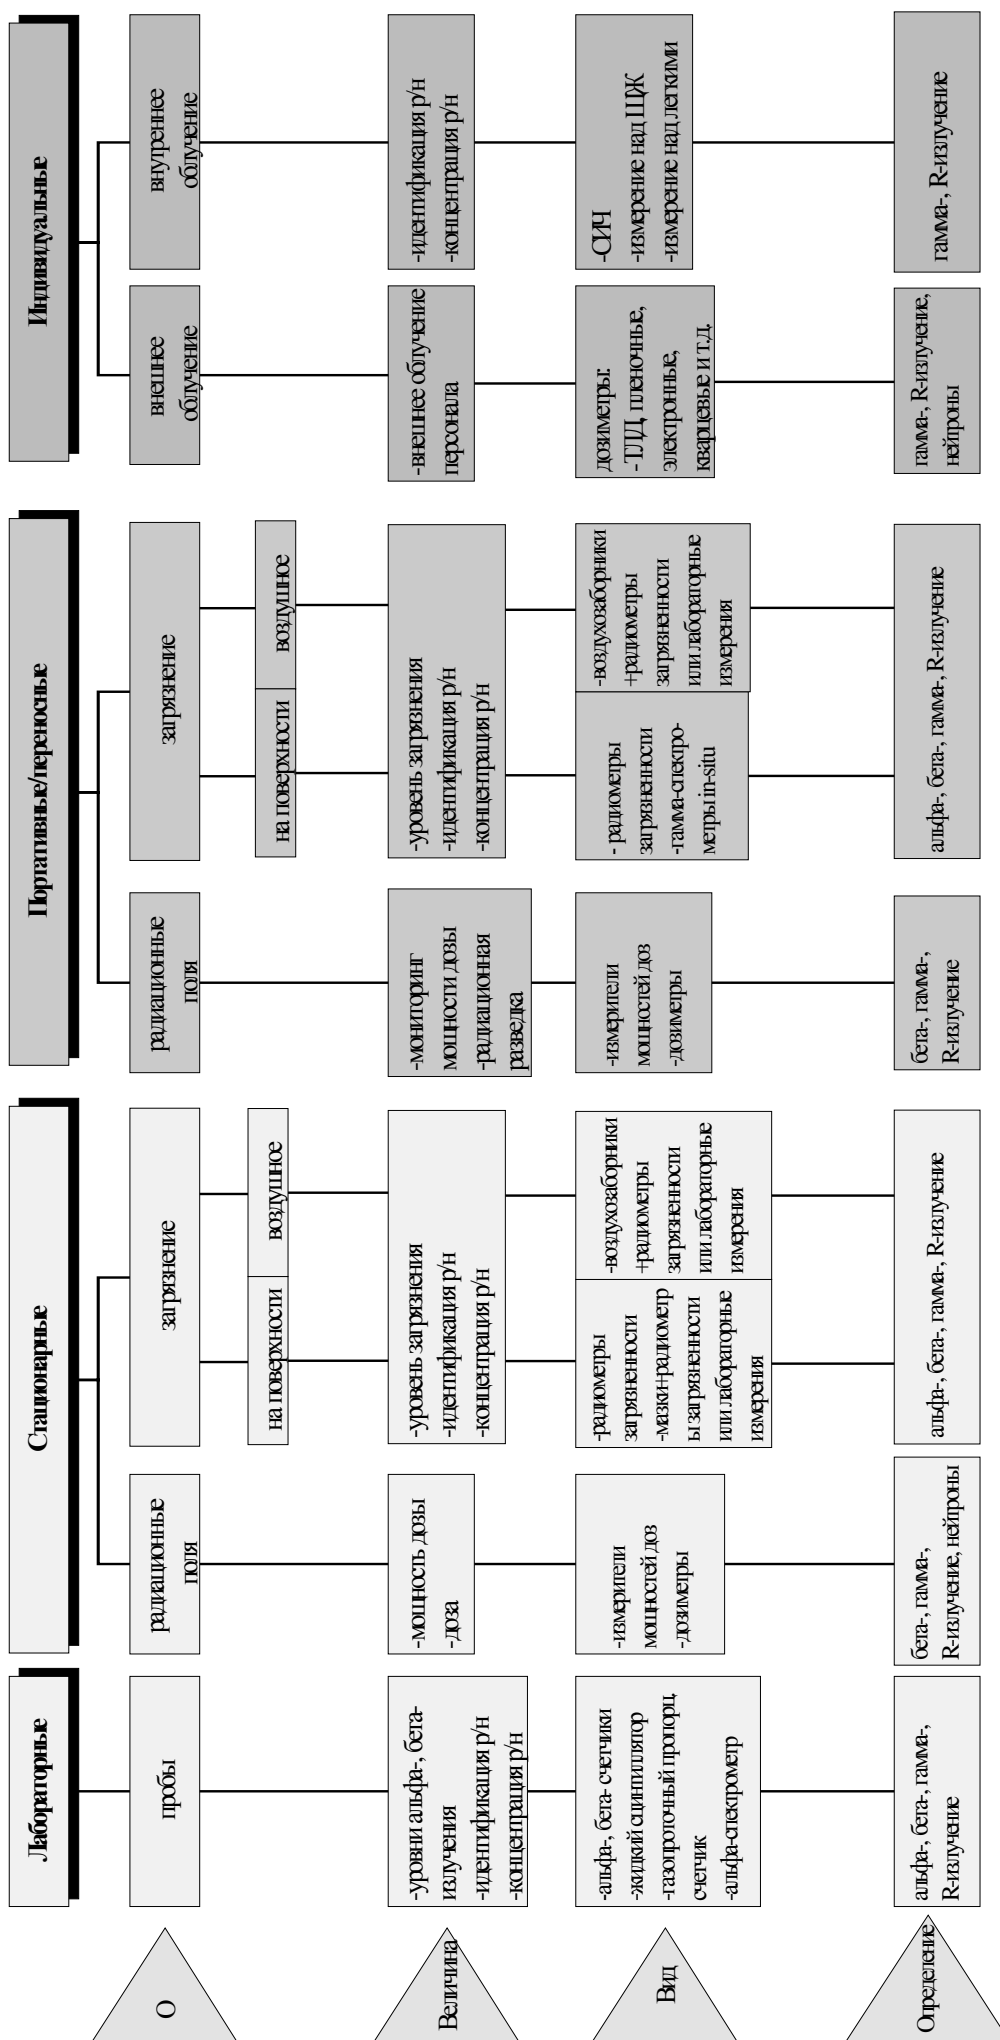 Лабораторные
Стационарные
Портативные/переносные
Индивидуальные
О
пробы
радиационные
поля
загрязнение
на поверхности
воздушное
радиационные
поля
загрязнение
на поверхности
воздушное
внешнее
облучение
внутреннее
облучение
Величина
-уровни альфа-, бета-
излучения
-идентификация р/н
-концентрация р/н
-мощность дозы
-доза
-уровень загрязнения
-идентификация р/н
-концентрация р/н
-мониторинг
мощности дозы
-радиационная
разведка
-уровень загрязнения
-идентификация р/н
-концентрация р/н
-внешнее облучение
персонала
-идентификация р/н
-концентрация р/н
Вид
-альфа-, бета- счетчики
-жидкий сцинтиллятор
-газопроточный пропорц.
счетчик
-альфа-спектрометр
-измерители
мощностей доз
-дозиметры
-радиометры
загрязненности
-мазки+радиометр
ы загрязненности
или лабораторные
измерения
-воздухозаборники
+радиометры
загрязненности
или лабораторные
измерения
-измерители
мощностей доз
-дозиметры
- радиометры
загрязненности
-гамма-спектро-
метры in-situ
-воздухозаборники
+радиометры
загрязненности
или лабораторные
измерения
дозиметры:
- ТЛД, пленочные,
электронные,
кварцевые и т.д.
-СИЧ
-измерение над ЩЖ
-измерение над легкими
Определение
альфа-, бета-, гамма-,
R-излучение
бета-, гамма-,
R-излучение, нейтроны
альфа-, бета-, гамма-, R-излучение
бета-, гамма-,
R-излучение
альфа-, бета-, гамма-, R-излучение
гамма-, R-излучение,
нейтроны
гамма-, R-излучение